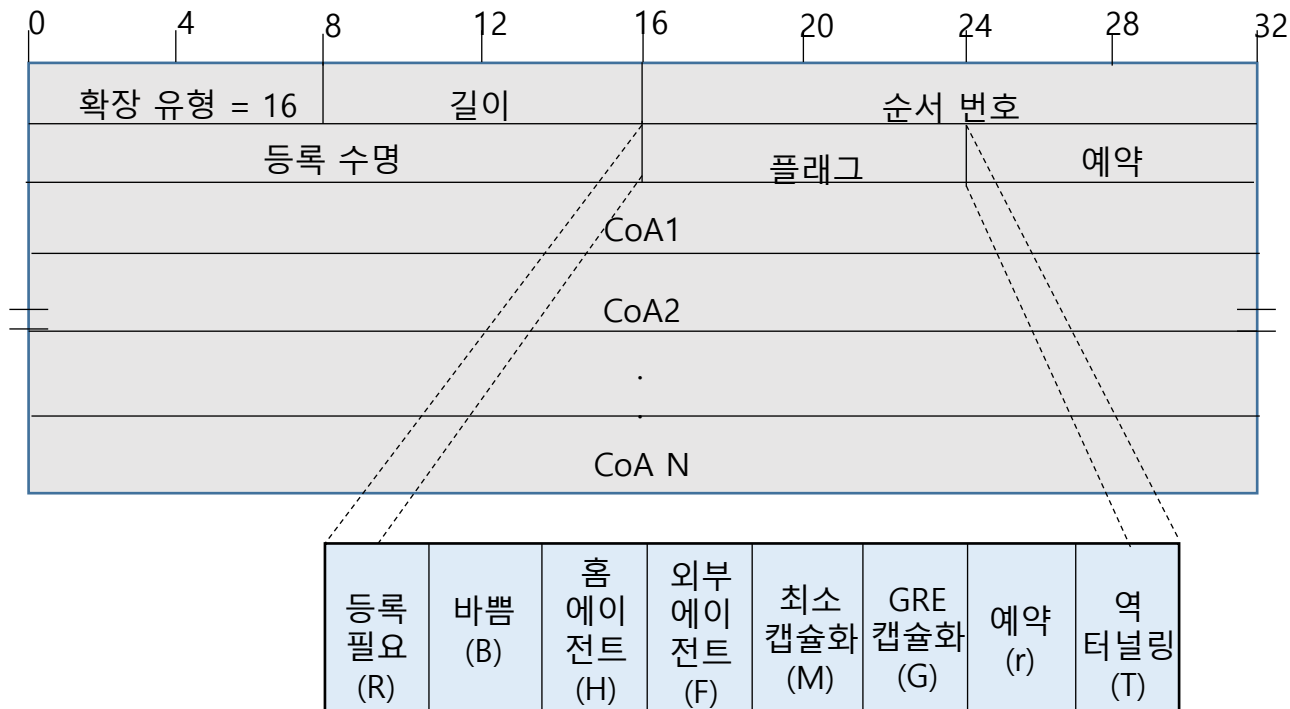 0 4 8 12 16 20 24 28 32
확장 유형 = 16 길이 순서 번호
등록 수명 플래그 예약
CoA1
CoA2
.
.
CoA N
등록
필요
(R)
바쁨
(B)
홈
에이
전트
(H)
외부
에이
전트
(F)
최소
캡슐화
(M)
GRE
캡슐화
(G)
예약
(r)
역
터널링
(T)